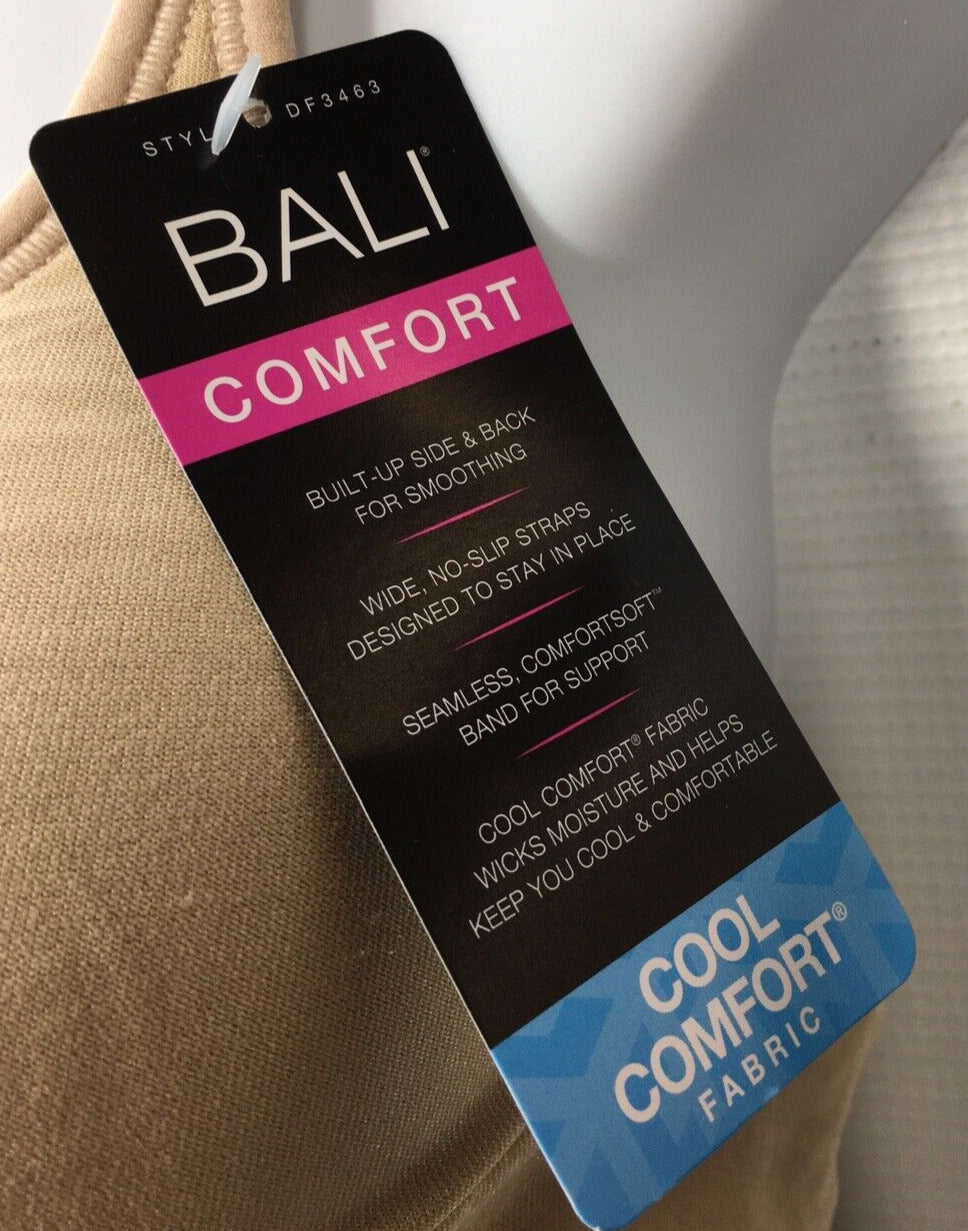 STYL DF3463
BALI®
COMFORT
BUILT-UP SIDE & BACK
FOR SMOOTHING
WIDE, NO-SLIP STRAPS
DESIGNED TO STAY IN PLACE
SEAMLESS, COMFORTSOFT™
BAND FOR SUPPORT
COOL COMFORT® FABRIC
WICKS MOISTURE AND HELPS
KEEP YOU COOL & COMFORTABLE
COOL
COMFORT®
FABRIC